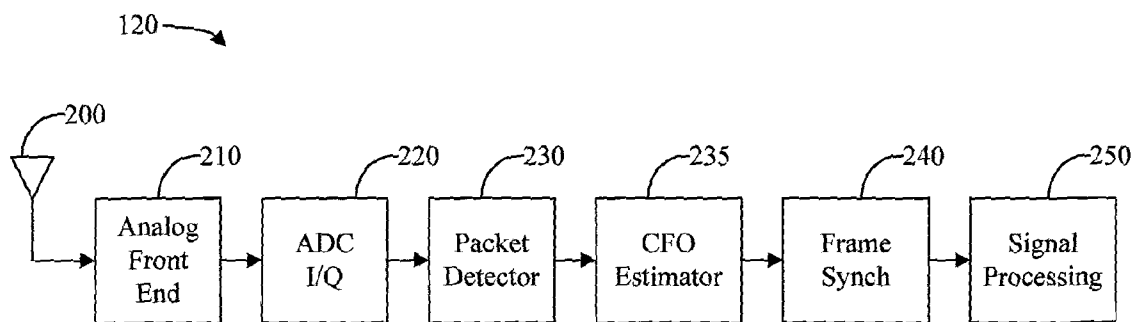 120
200
210
220
230
235
240
250
Analog
Front
End
ADC
I/Q
Packet
Detector
CFO
Estimator
Frame
Synch
Signal
Processing